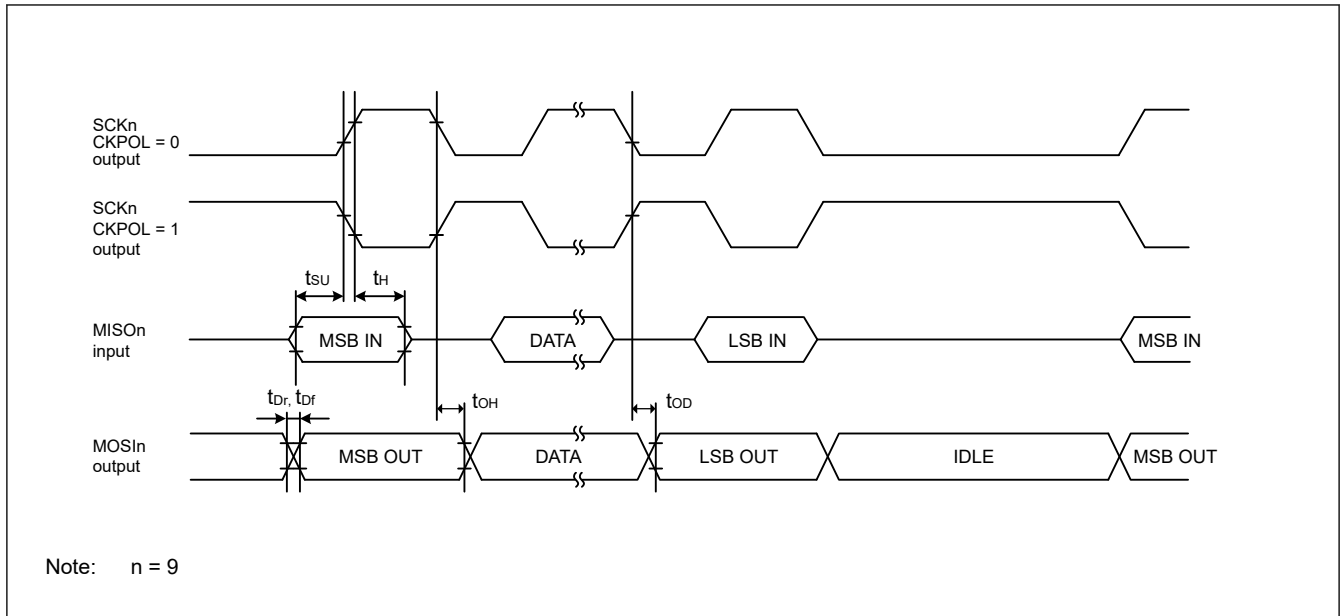 SCKn
CKPOL = 0
output
SCKn
CKPOL = 1
output
tSU
tH
MISOn
input
MSB IN
DATA
LSB IN
MSB IN
tDr, tDf
tOH
tOD
MOSIn
output
MSB OUT
DATA
LSB OUT
IDLE
MSB OUT
Note: n = 9